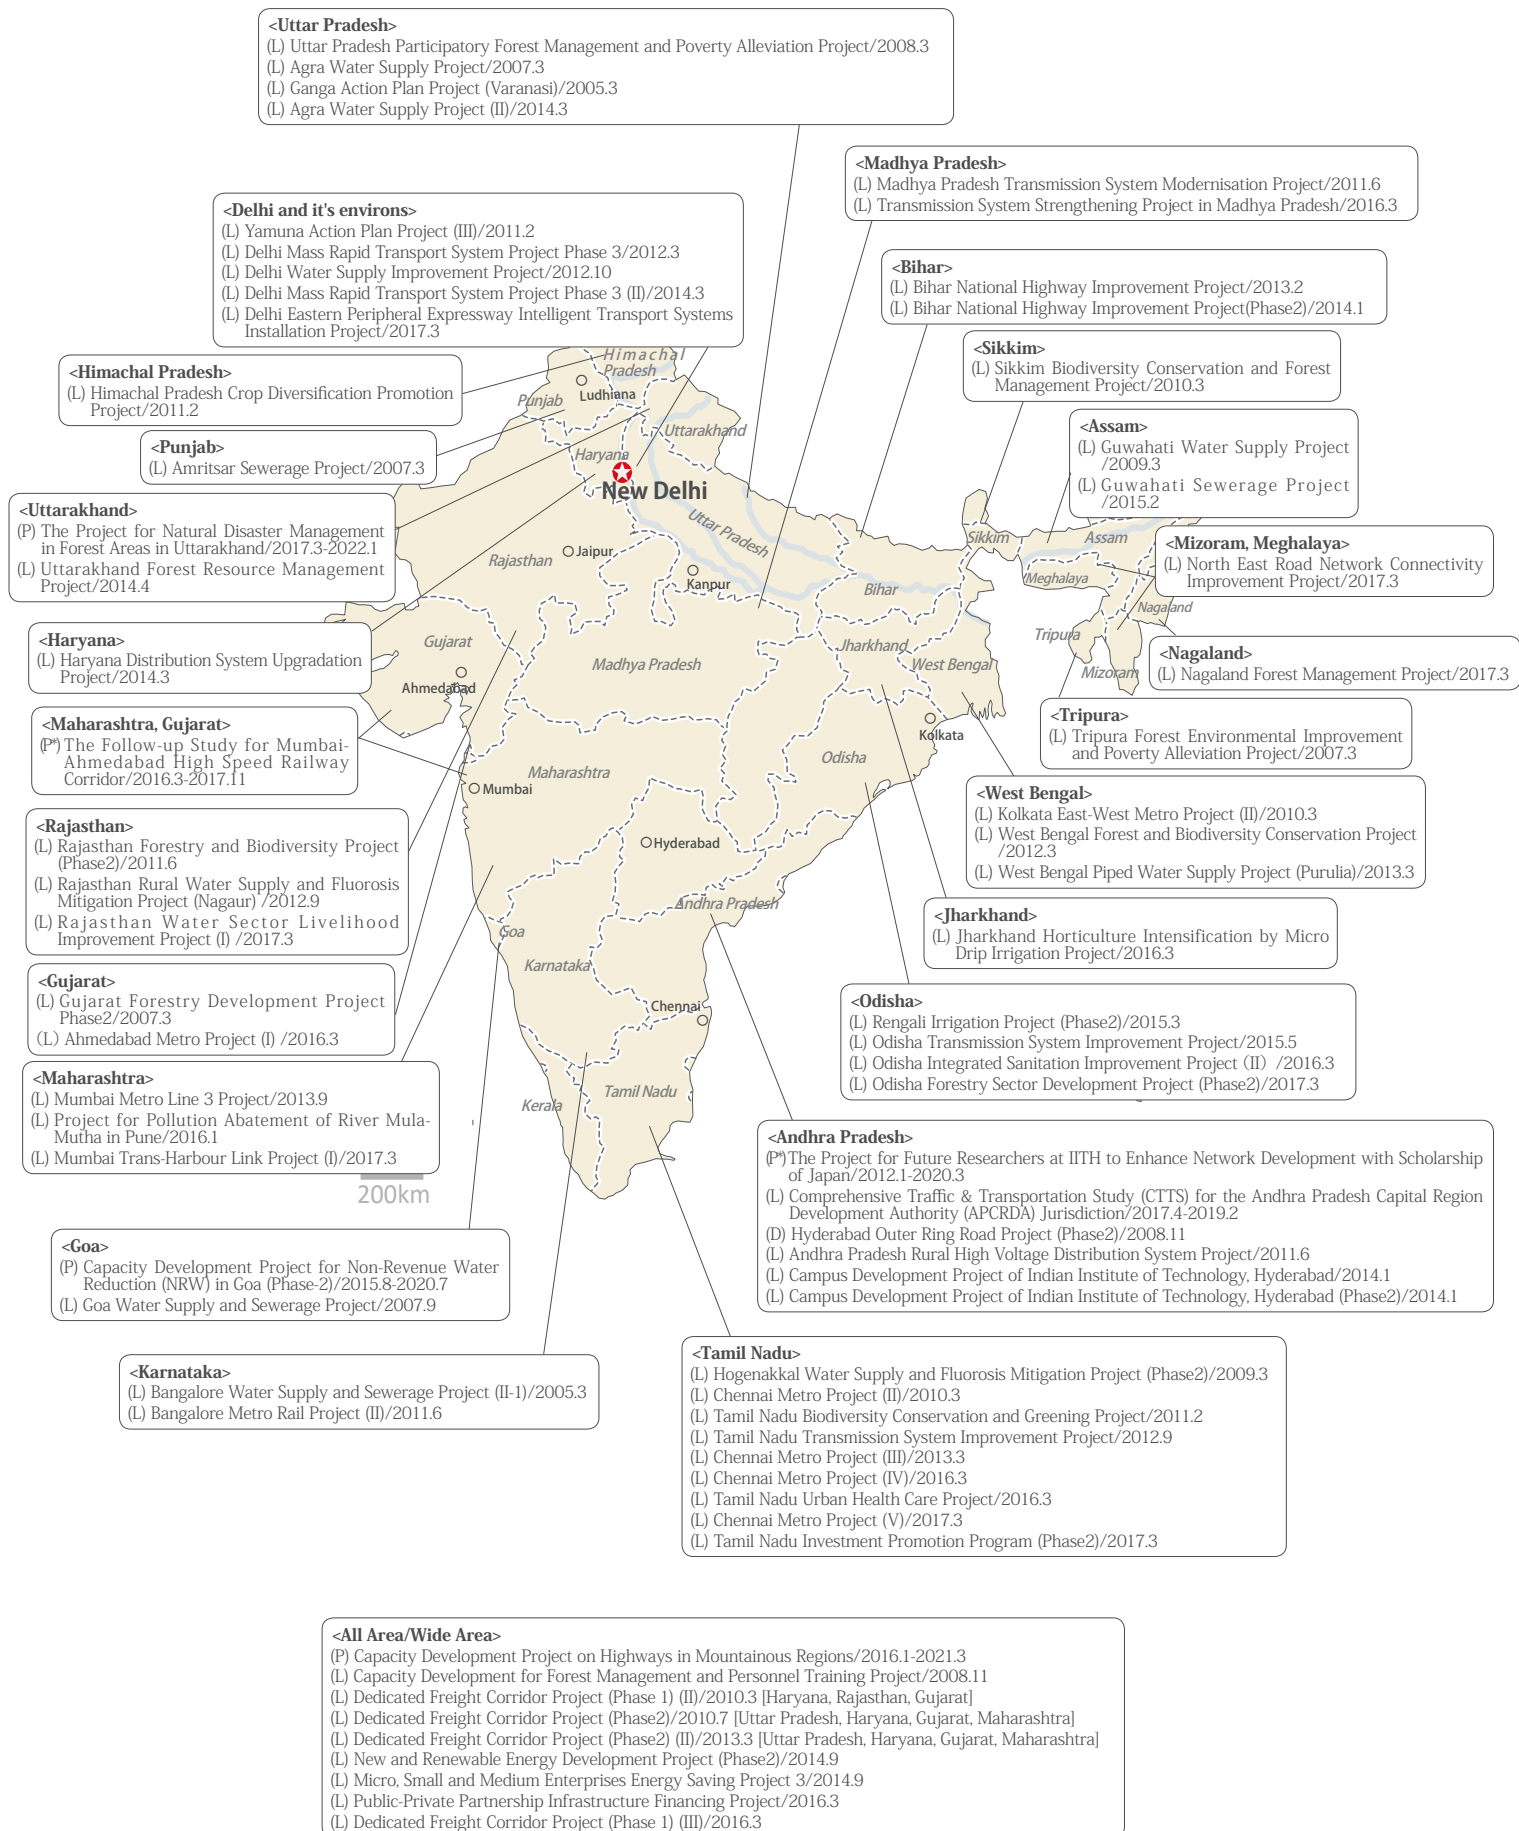 <Uttar Pradesh>
(L) Uttar Pradesh Participatory Forest Management and Poverty Alleviation Project/2008.3
(L) Agra Water Supply Project/2007.3
(L) Ganga Action Plan Project (Varanasi)/2005.3
(L) Agra Water Supply Project (II)/2014.3
<Madhya Pradesh>
(L) Madhya Pradesh Transmission System Modernisation Project/2011.6
(L) Transmission System Strengthening Project in Madhya Pradesh/2016.3
<Delhi and it's environs>
(L) Yamuna Action Plan Project (III)/2011.2
(L) Delhi Mass Rapid Transport System Project Phase 3/2012.3
(L) Delhi Water Supply Improvement Project/2012.10
(L) Delhi Mass Rapid Transport System Project Phase 3 (II)/2014.3
(L) Delhi Eastern Peripheral Expressway Intelligent Transport Systems
Installation Project/2017.3
<Bihar>
(L) Bihar National Highway Improvement Project/2013.2
(L) Bihar National Highway Improvement Project(Phase2)/2014.1
<Sikkim>
(L) Sikkim Biodiversity Conservation and Forest
Management Project/2010.3
<Himachal Pradesh>
(L) Himachal Pradesh Crop Diversification Promotion
Project/2011.2
<Assam>
(L) Guwahati Water Supply Project
/2009.3
(L) Guwahati Sewerage Project
/2015.2
<Punjab>
(L) Amritsar Sewerage Project/2007.3
<Uttarakhand>
(P) The Project for Natural Disaster Management
in Forest Areas in Uttarakhand/2017.3-2022.1
(L) Uttarakhand Forest Resource Management
Project/2014.4
<Mizoram, Meghalaya>
(L) North East Road Network Connectivity
Improvement Project/2017.3
<Haryana>
(L) Haryana Distribution System Upgradation
Project/2014.3
<Nagaland>
(L) Nagaland Forest Management Project/2017.3
<Maharashtra, Gujarat>
(P*) The Follow-up Study for Mumbai-
Ahmedabad High Speed Railway
Corridor/2016.3-2017.11
<Tripura>
(L) Tripura Forest Environmental Improvement
and Poverty Alleviation Project/2007.3
<West Bengal>
(L) Kolkata East-West Metro Project (II)/2010.3
(L) West Bengal Forest and Biodiversity Conservation Project
/2012.3
(L) West Bengal Piped Water Supply Project (Purulia)/2013.3
<Rajasthan>
(L) Rajasthan Forestry and Biodiversity Project
(Phase2)/2011.6
(L) Rajasthan Rural Water Supply and Fluorosis
Mitigation Project (Nagaur) /2012.9
(L) Rajasthan Water Sector Livelihood
Improvement Project (I) /2017.3
<Jharkhand>
(L) Jharkhand Horticulture Intensification by Micro
Drip Irrigation Project/2016.3
<Gujarat>
(L) Gujarat Forestry Development Project
Phase2/2007.3
(L) Ahmedabad Metro Project (I) /2016.3
<Odisha>
(L) Rengali Irrigation Project (Phase2)/2015.3
(L) Odisha Transmission System Improvement Project/2015.5
(L) Odisha Integrated Sanitation Improvement Project (II) /2016.3
(L) Odisha Forestry Sector Development Project (Phase2)/2017.3
<Maharashtra>
(L) Mumbai Metro Line 3 Project/2013.9
(L) Project for Pollution Abatement of River Mula-
Mutha in Pune/2016.1
(L) Mumbai Trans-Harbour Link Project (I)/2017.3
<Andhra Pradesh>
(P*) The Project for Future Researchers at IITH to Enhance Network Development with Scholarship
of Japan/2012.1-2020.3
(L) Comprehensive Traffic & Transportation Study (CTTS) for the Andhra Pradesh Capital Region
Development Authority (APCRDA) Jurisdiction/2017.4-2019.2
(D) Hyderabad Outer Ring Road Project (Phase2)/2008.11
(L) Andhra Pradesh Rural High Voltage Distribution System Project/2011.6
(L) Campus Development Project of Indian Institute of Technology, Hyderabad/2014.1
(L) Campus Development Project of Indian Institute of Technology, Hyderabad (Phase2)/2014.1
<Goa>
(P) Capacity Development Project for Non-Revenue Water
Reduction (NRW) in Goa (Phase-2)/2015.8-2020.7
(L) Goa Water Supply and Sewerage Project/2007.9
<Karnataka>
(L) Bangalore Water Supply and Sewerage Project (II-1)/2005.3
(L) Bangalore Metro Rail Project (II)/2011.6
<Tamil Nadu>
(L) Hogenakkal Water Supply and Fluorosis Mitigation Project (Phase2)/2009.3
(L) Chennai Metro Project (II)/2010.3
(L) Tamil Nadu Biodiversity Conservation and Greening Project/2011.2
(L) Tamil Nadu Transmission System Improvement Project/2012.9
(L) Chennai Metro Project (III)/2013.3
(L) Chennai Metro Project (IV)/2016.3
(L) Tamil Nadu Urban Health Care Project/2016.3
(L) Chennai Metro Project (V)/2017.3
(L) Tamil Nadu Investment Promotion Program (Phase2)/2017.3
<All Area/Wide Area>
(P) Capacity Development Project on Highways in Mountainous Regions/2016.1-2021.3
(L) Capacity Development for Forest Management and Personnel Training Project/2008.11
(L) Dedicated Freight Corridor Project (Phase 1) (II)/2010.3 [Haryana, Rajasthan, Gujarat]
(L) Dedicated Freight Corridor Project (Phase2)/2010.7 [Uttar Pradesh, Haryana, Gujarat, Maharashtra]
(L) Dedicated Freight Corridor Project (Phase2) (II)/2013.3 [Uttar Pradesh, Haryana, Gujarat, Maharashtra]
(L) New and Renewable Energy Development Project (Phase2)/2014.9
(L) Micro, Small and Medium Enterprises Energy Saving Project 3/2014.9
(L) Public-Private Partnership Infrastructure Financing Project/2016.3
(L) Dedicated Freight Corridor Project (Phase 1) (III)/2016.3
Himachal
Pradesh
Punjab
Ludhiana
Uttarakhand
Haryana
New Delhi
Uttar Pradesh
Rajasthan
Jaipur
Kanpur
Sikkim
Assam
Meghalaya
Bihar
Nagaland
Gujarat
Tripura
Jharkhand
Madhya Pradesh
West Bengal
Mizoram
Ahmedabad
Kolkata
Odisha
Maharashtra
Mumbai
Hyderabad
Andhra Pradesh
Goa
Karnataka
Chennai
Tamil Nadu
Kerala
200km